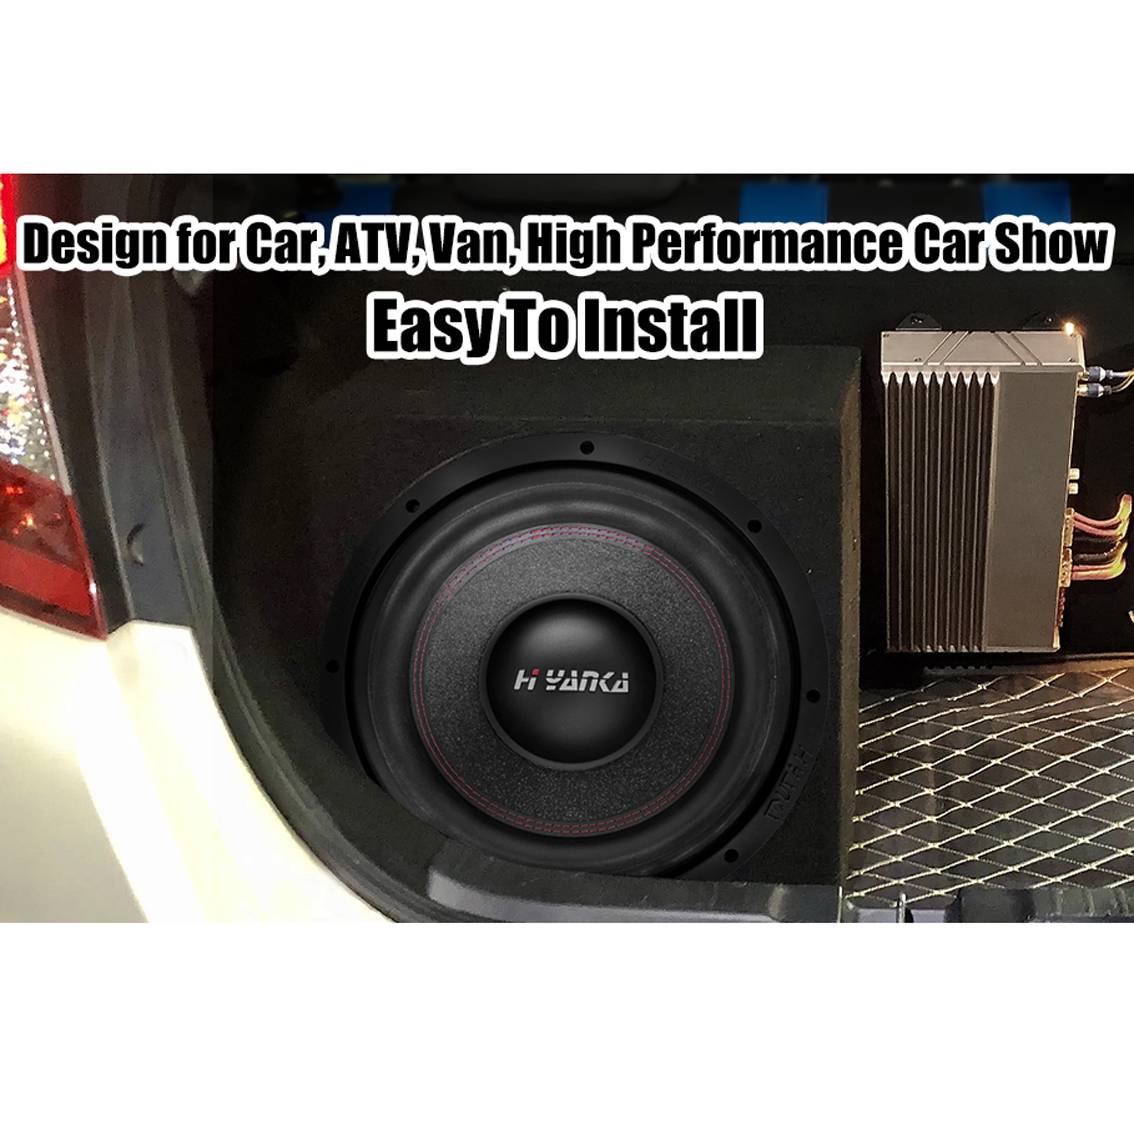 Design for Car, ATV, Van, High Performance Car Show
Easy To Install
Hi YANKA